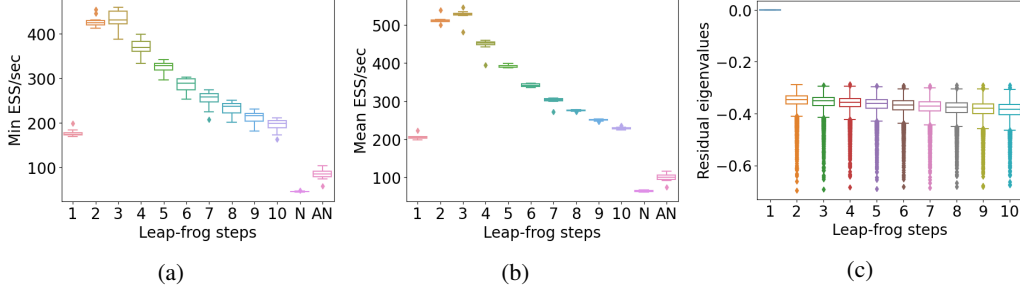 Min ESS/sec
400
300
200
100
1 2 3 4 5 6 7 8 9 10 N AN
Leap-frog steps
(a)
Mean ESS/sec
500
400
300
200
100
1 2 3 4 5 6 7 8 9 10 N AN
Leap-frog steps
(b)
Residual eigenvalues
0.0
−0.2
−0.4
−0.6
1 2 3 4 5 6 7 8 9 10
Leap-frog steps
(c)